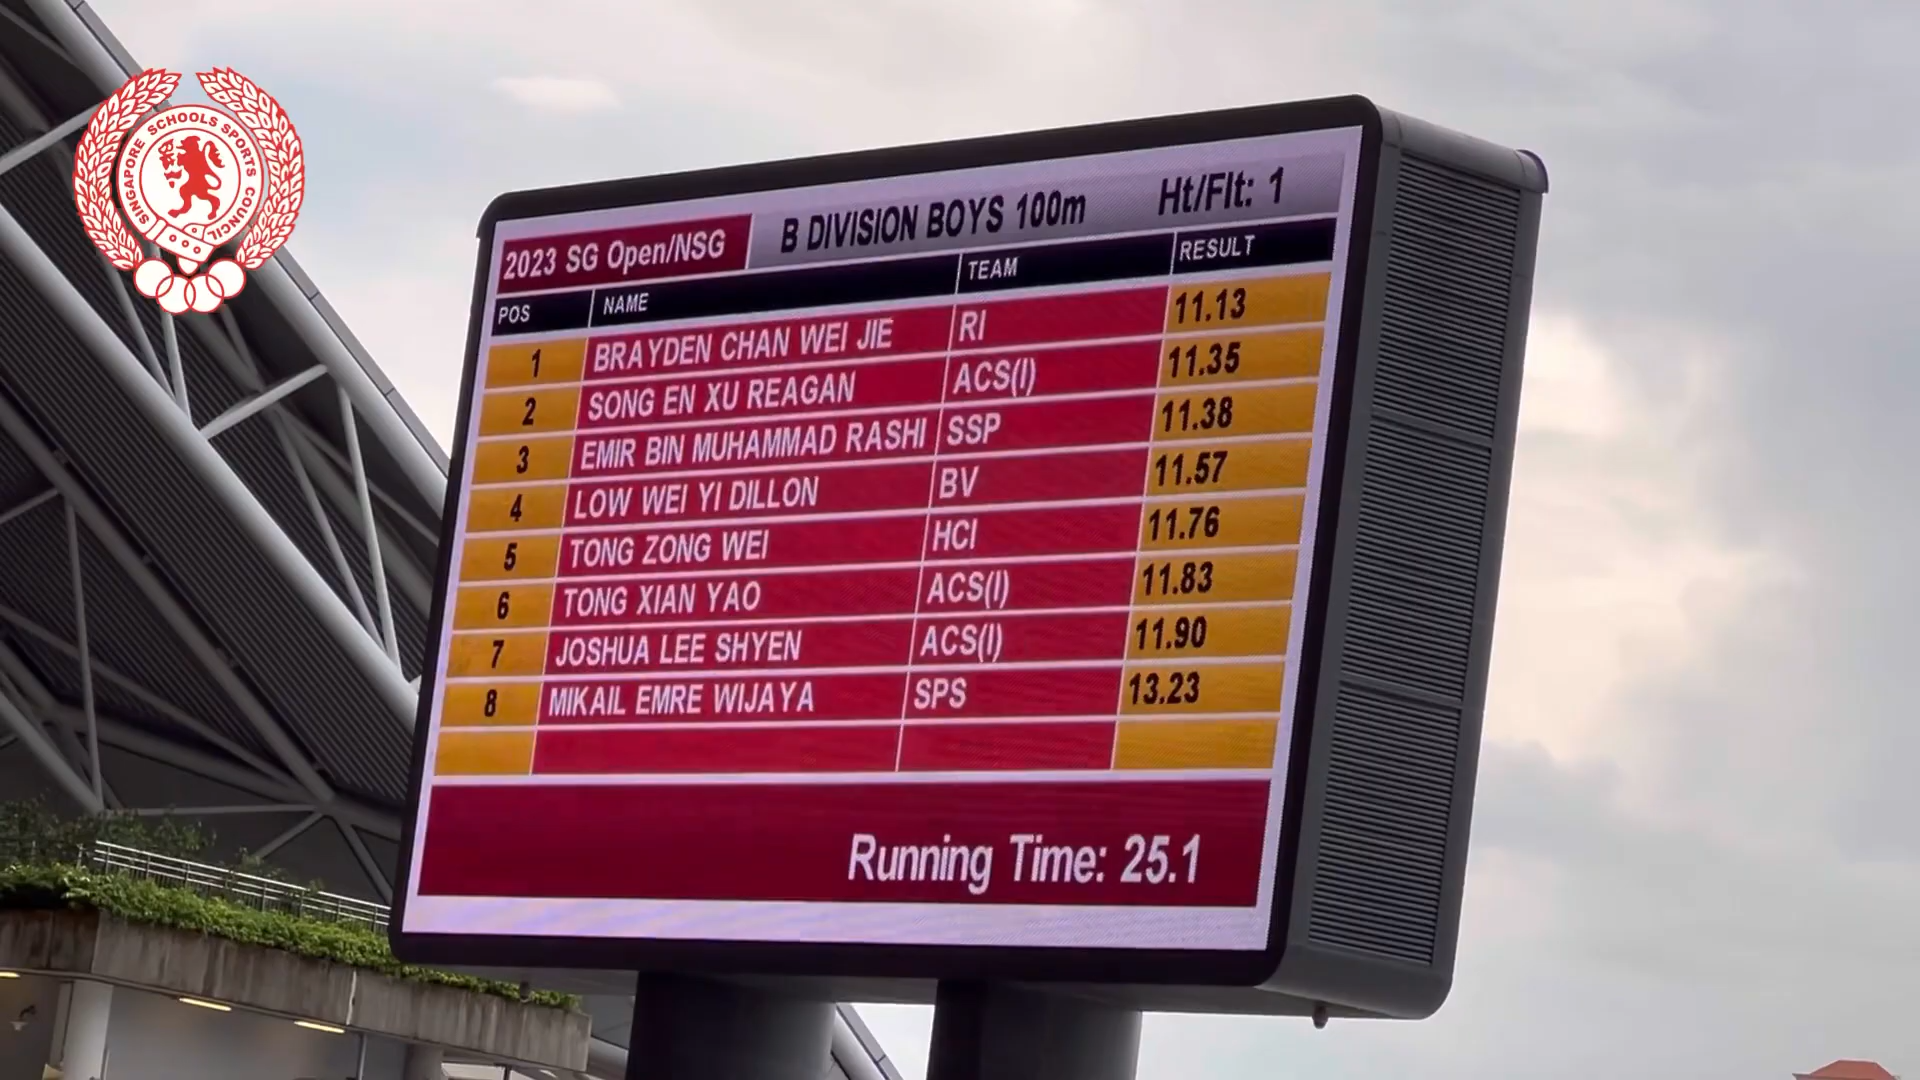 SINGAPORE SCHOOLS SPORTS COUNCIL
2023 SG Open/NSG B DIVISION BOYS 100m Ht/Flt: 1
POS NAME TEAM RESULT
1 BRAYDEN CHAN WEI JIE RI 11.13
2 SONG EN XU REAGAN ACS(I) 11.35
3 EMIR BIN MUHAMMAD RASHI SSP 11.38
4 LOW WEI YI DILLON BV 11.57
5 TONG ZONG WEI HCI 11.76
6 TONG XIAN YAO ACS(I) 11.83
7 JOSHUA LEE SHYEN ACS(I) 11.90
8 MIKAIL EMRE WIJAYA SPS 13.23
Running Time: 25.1